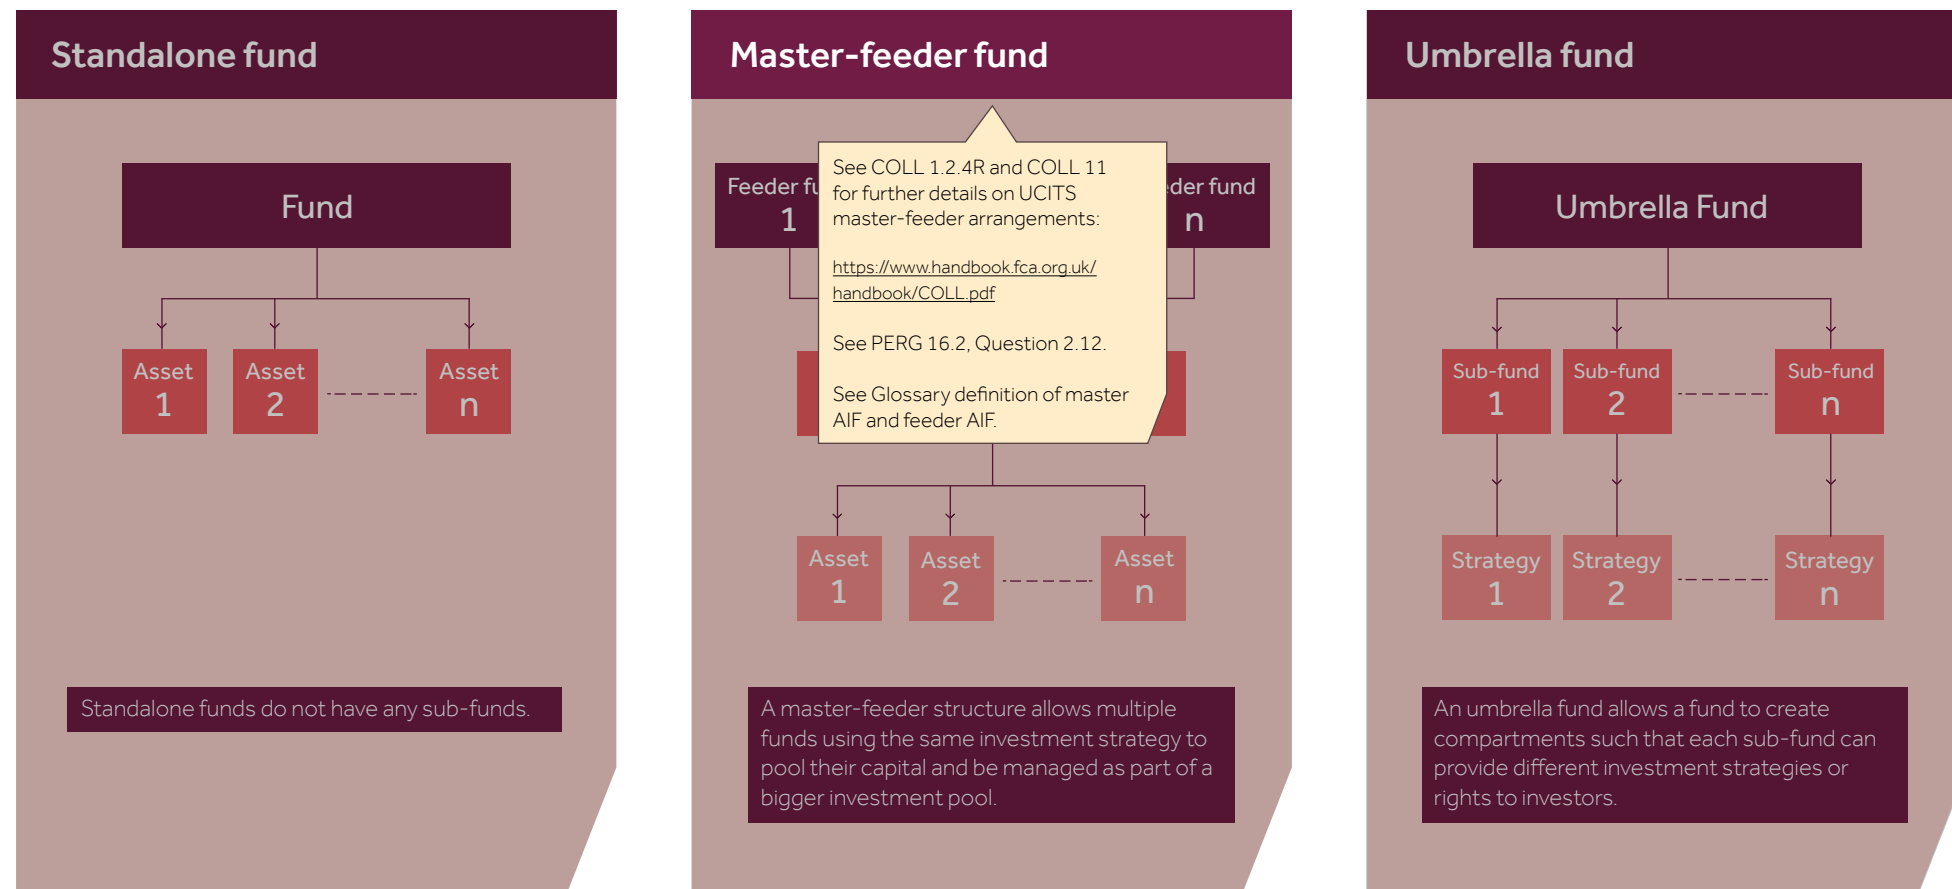 Standalone fund
Fund
Asset
1
Asset
2
Asset
n
Standalone funds do not have any sub-funds.
Master-feeder fund
Feeder
1
fund
n
See COLL 1.2.4R and COLL 11
for further details on UCITS
master-feeder arrangements:
https://www.handbook.fca.org.uk/
handbook/COLL.pdf
See PERG 16.2, Question 2.12.
See Glossary definition of master
AIF and feeder AIF.
Asset
1
Asset
2
Asset
n
A master-feeder structure allows multiple
funds using the same investment strategy to
pool their capital and be managed as part of a
bigger investment pool.
Umbrella fund
Umbrella Fund
Sub-fund
1
Sub-fund
2
Sub-fund
n
Strategy
1
Strategy
2
Strategy
n
An umbrella fund allows a fund to create
compartments such that each sub-fund can
provide different investment strategies or
rights to investors.